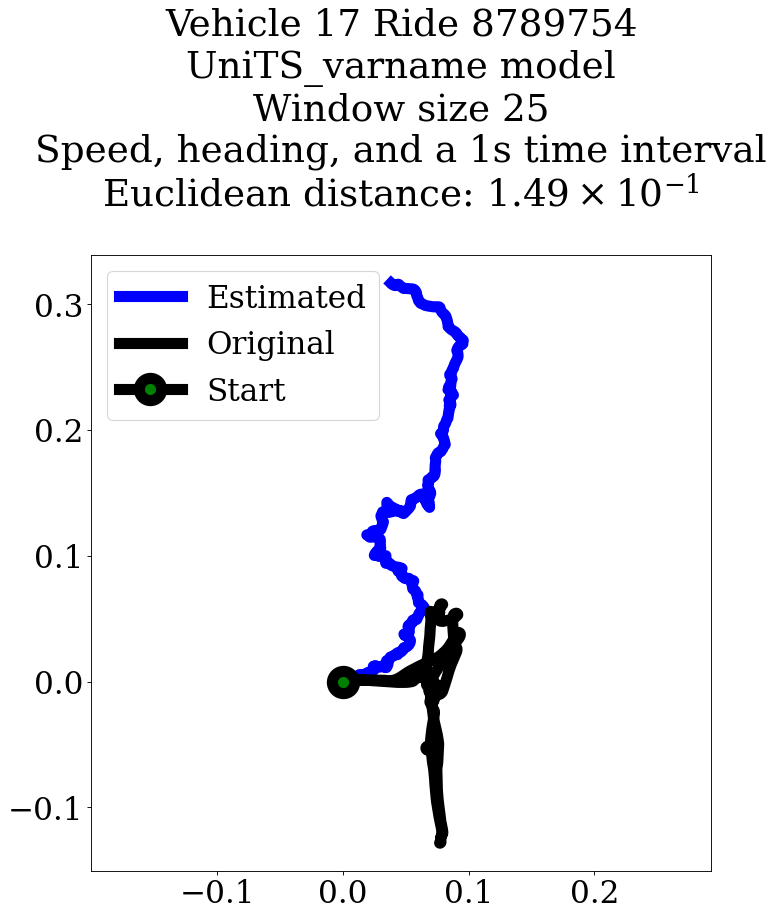 Vehicle 17 Ride 8789754
UniTS_varname model
Window size 25
Speed, heading, and a 1s time interval
Euclidean distance: 1.49 × 10⁻¹
Estimated
Original
Start
0.3
0.2
0.1
0.0
−0.1
−0.1 0.0 0.1 0.2